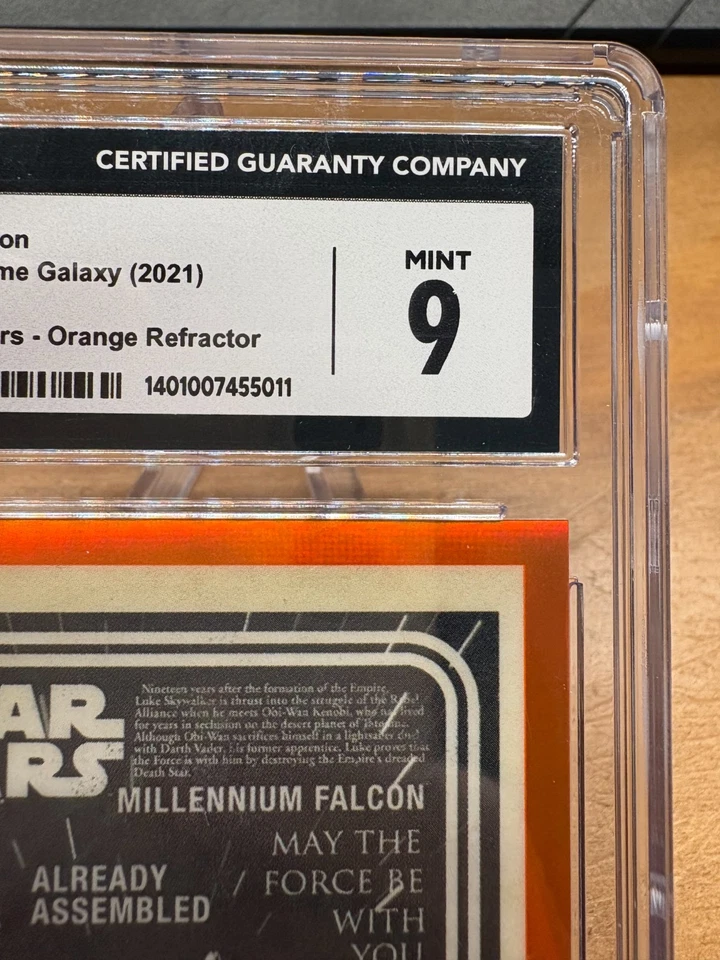 CERTIFIED GUARANTY COMPANY
on
me Galaxy (2021)
rs - Orange Refractor
1401007455011
MINT
9
AR
RS
Nineteen years after the formation of the Empire,
Luke Skywalker is thrust into the struggle of the Rebel
Alliance when he meets Obi-Wan Kenobi, who has lived
for years in seclusion on the desert planet of Tatooine.
Although Obi-Wan sacrifices himself in a lightsaber duel
with Darth Vader, his former apprentice, Luke proves that
the Force is with him by destroying the Empire's dreaded
Death Star.
MILLENNIUM FALCON
MAY THE
FORCE BE
WITH
YOU
ALREADY
ASSEMBLED